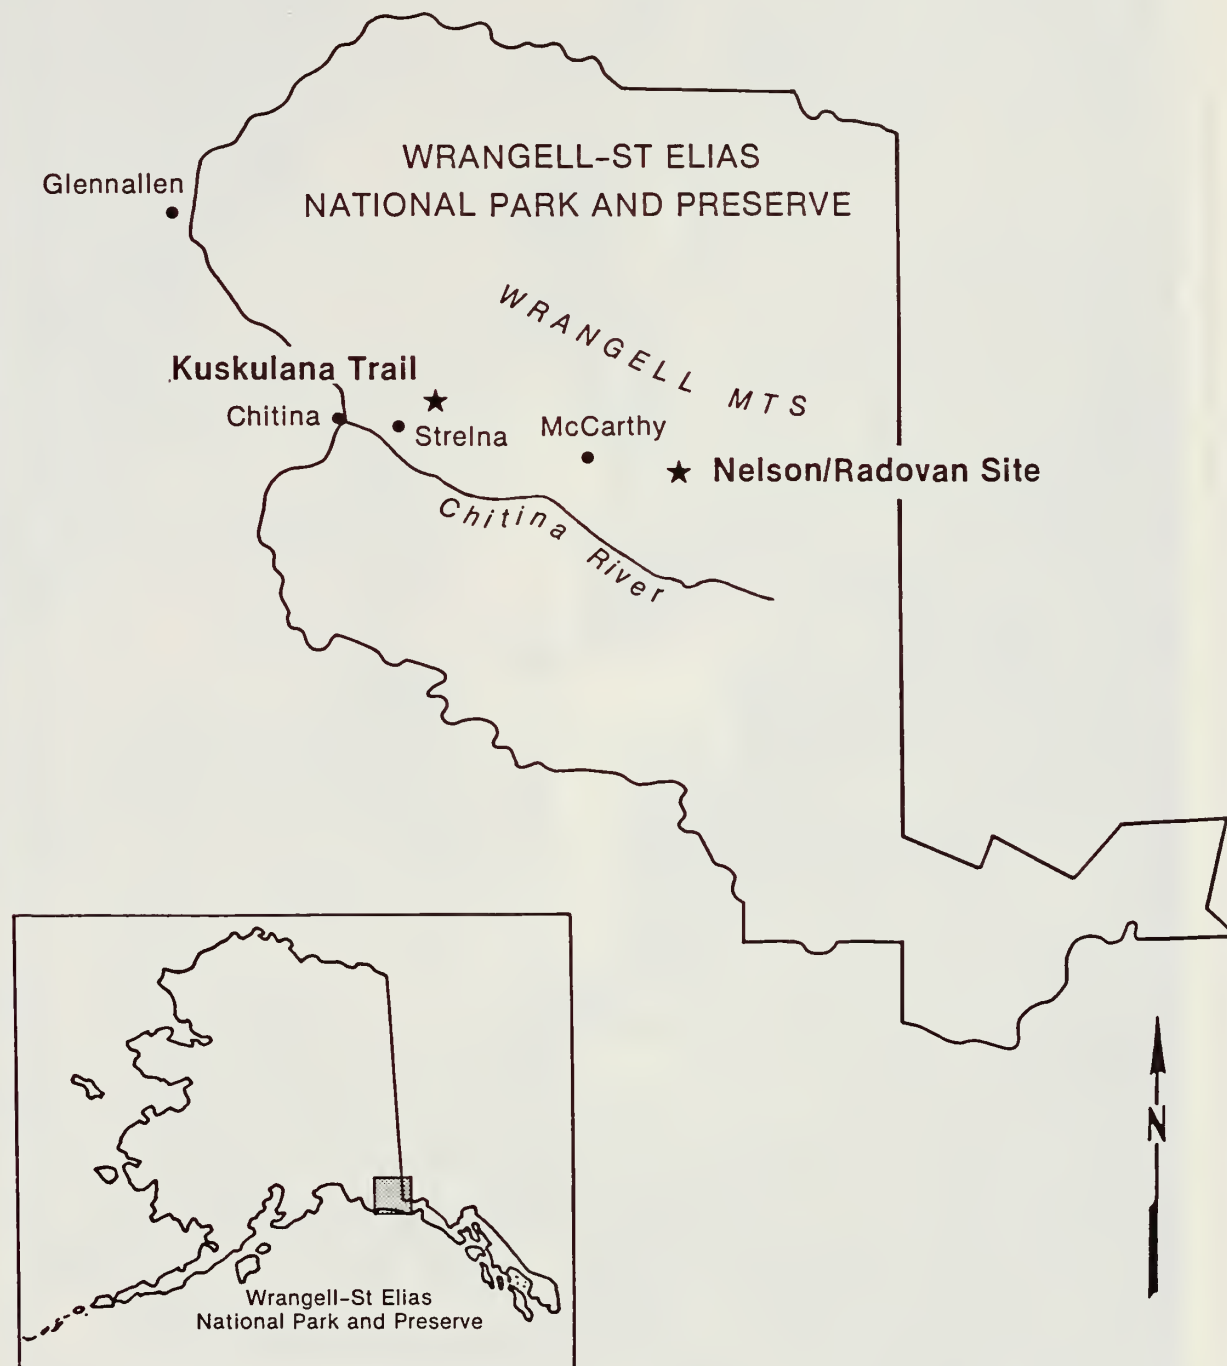 WRANGELL-ST ELIAS
NATIONAL PARK AND PRESERVE
Glennallen
WRANGELL MTS
Kuskulana Trail
Chitina
Strelna
McCarthy
Nelson/Radovan Site
Chitina River
N
Wrangell-St Elias
National Park and Preserve